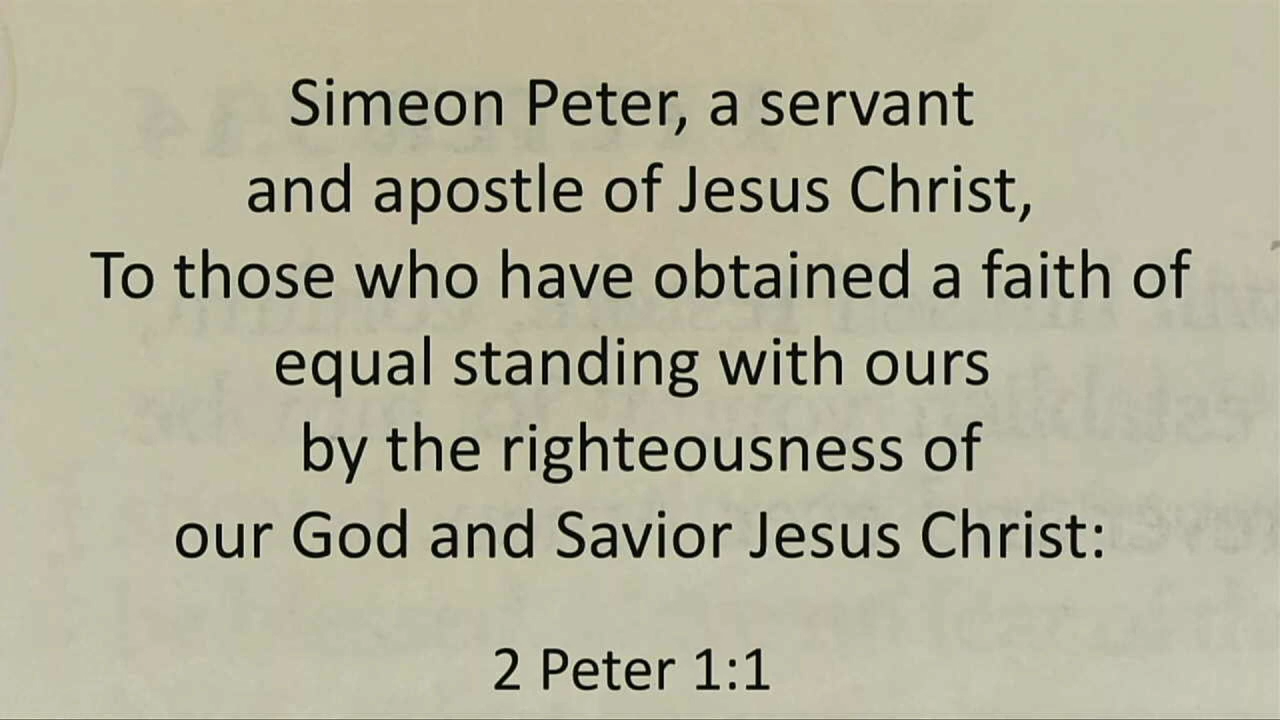 Simeon Peter, a servant
and apostle of Jesus Christ,
To those who have obtained a faith of
equal standing with ours
by the righteousness of
our God and Savior Jesus Christ:
2 Peter 1:1